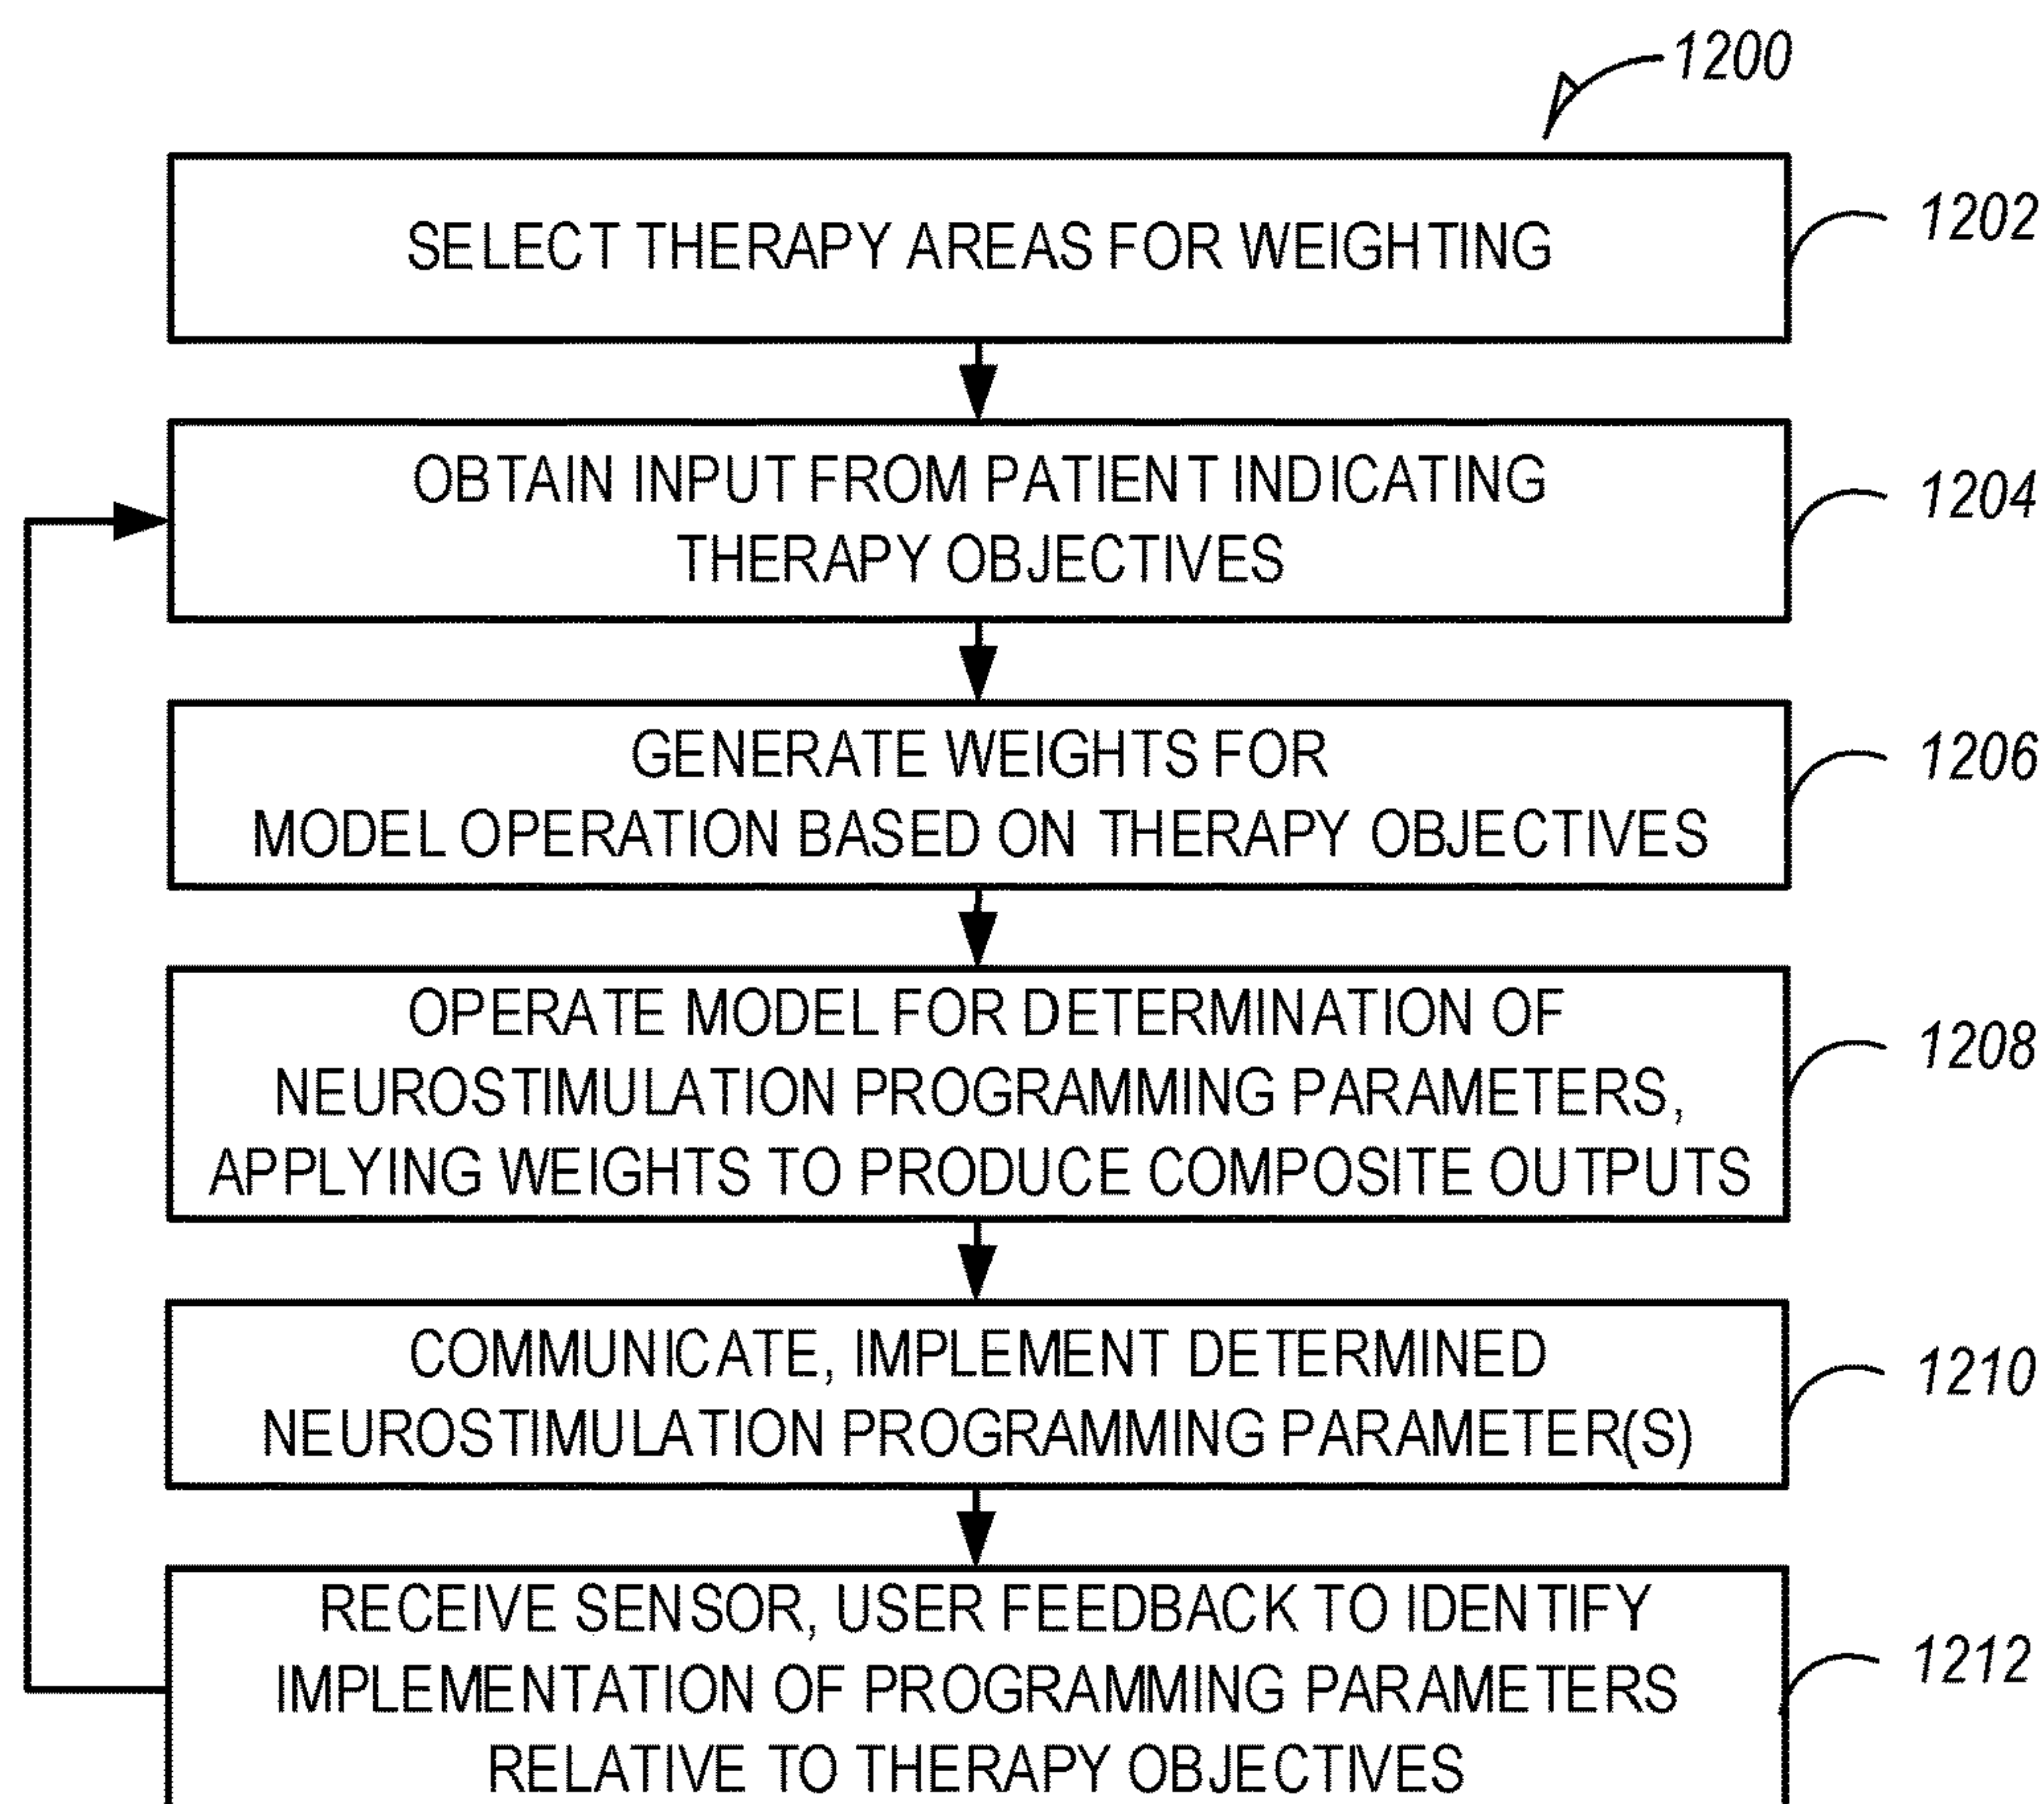 1200
SELECT THERAPY AREAS FOR WEIGHTING
1202
OBTAIN INPUT FROM PATIENT INDICATING
THERAPY OBJECTIVES
1204
GENERATE WEIGHTS FOR
MODEL OPERATION BASED ON THERAPY OBJECTIVES
1206
OPERATE MODEL FOR DETERMINATION OF
NEUROSTIMULATION PROGRAMMING PARAMETERS,
APPLYING WEIGHTS TO PRODUCE COMPOSITE OUTPUTS
1208
COMMUNICATE, IMPLEMENT DETERMINED
NEUROSTIMULATION PROGRAMMING PARAMETER(S)
1210
RECEIVE SENSOR, USER FEEDBACK TO IDENTIFY
IMPLEMENTATION OF PROGRAMMING PARAMETERS
RELATIVE TO THERAPY OBJECTIVES
1212